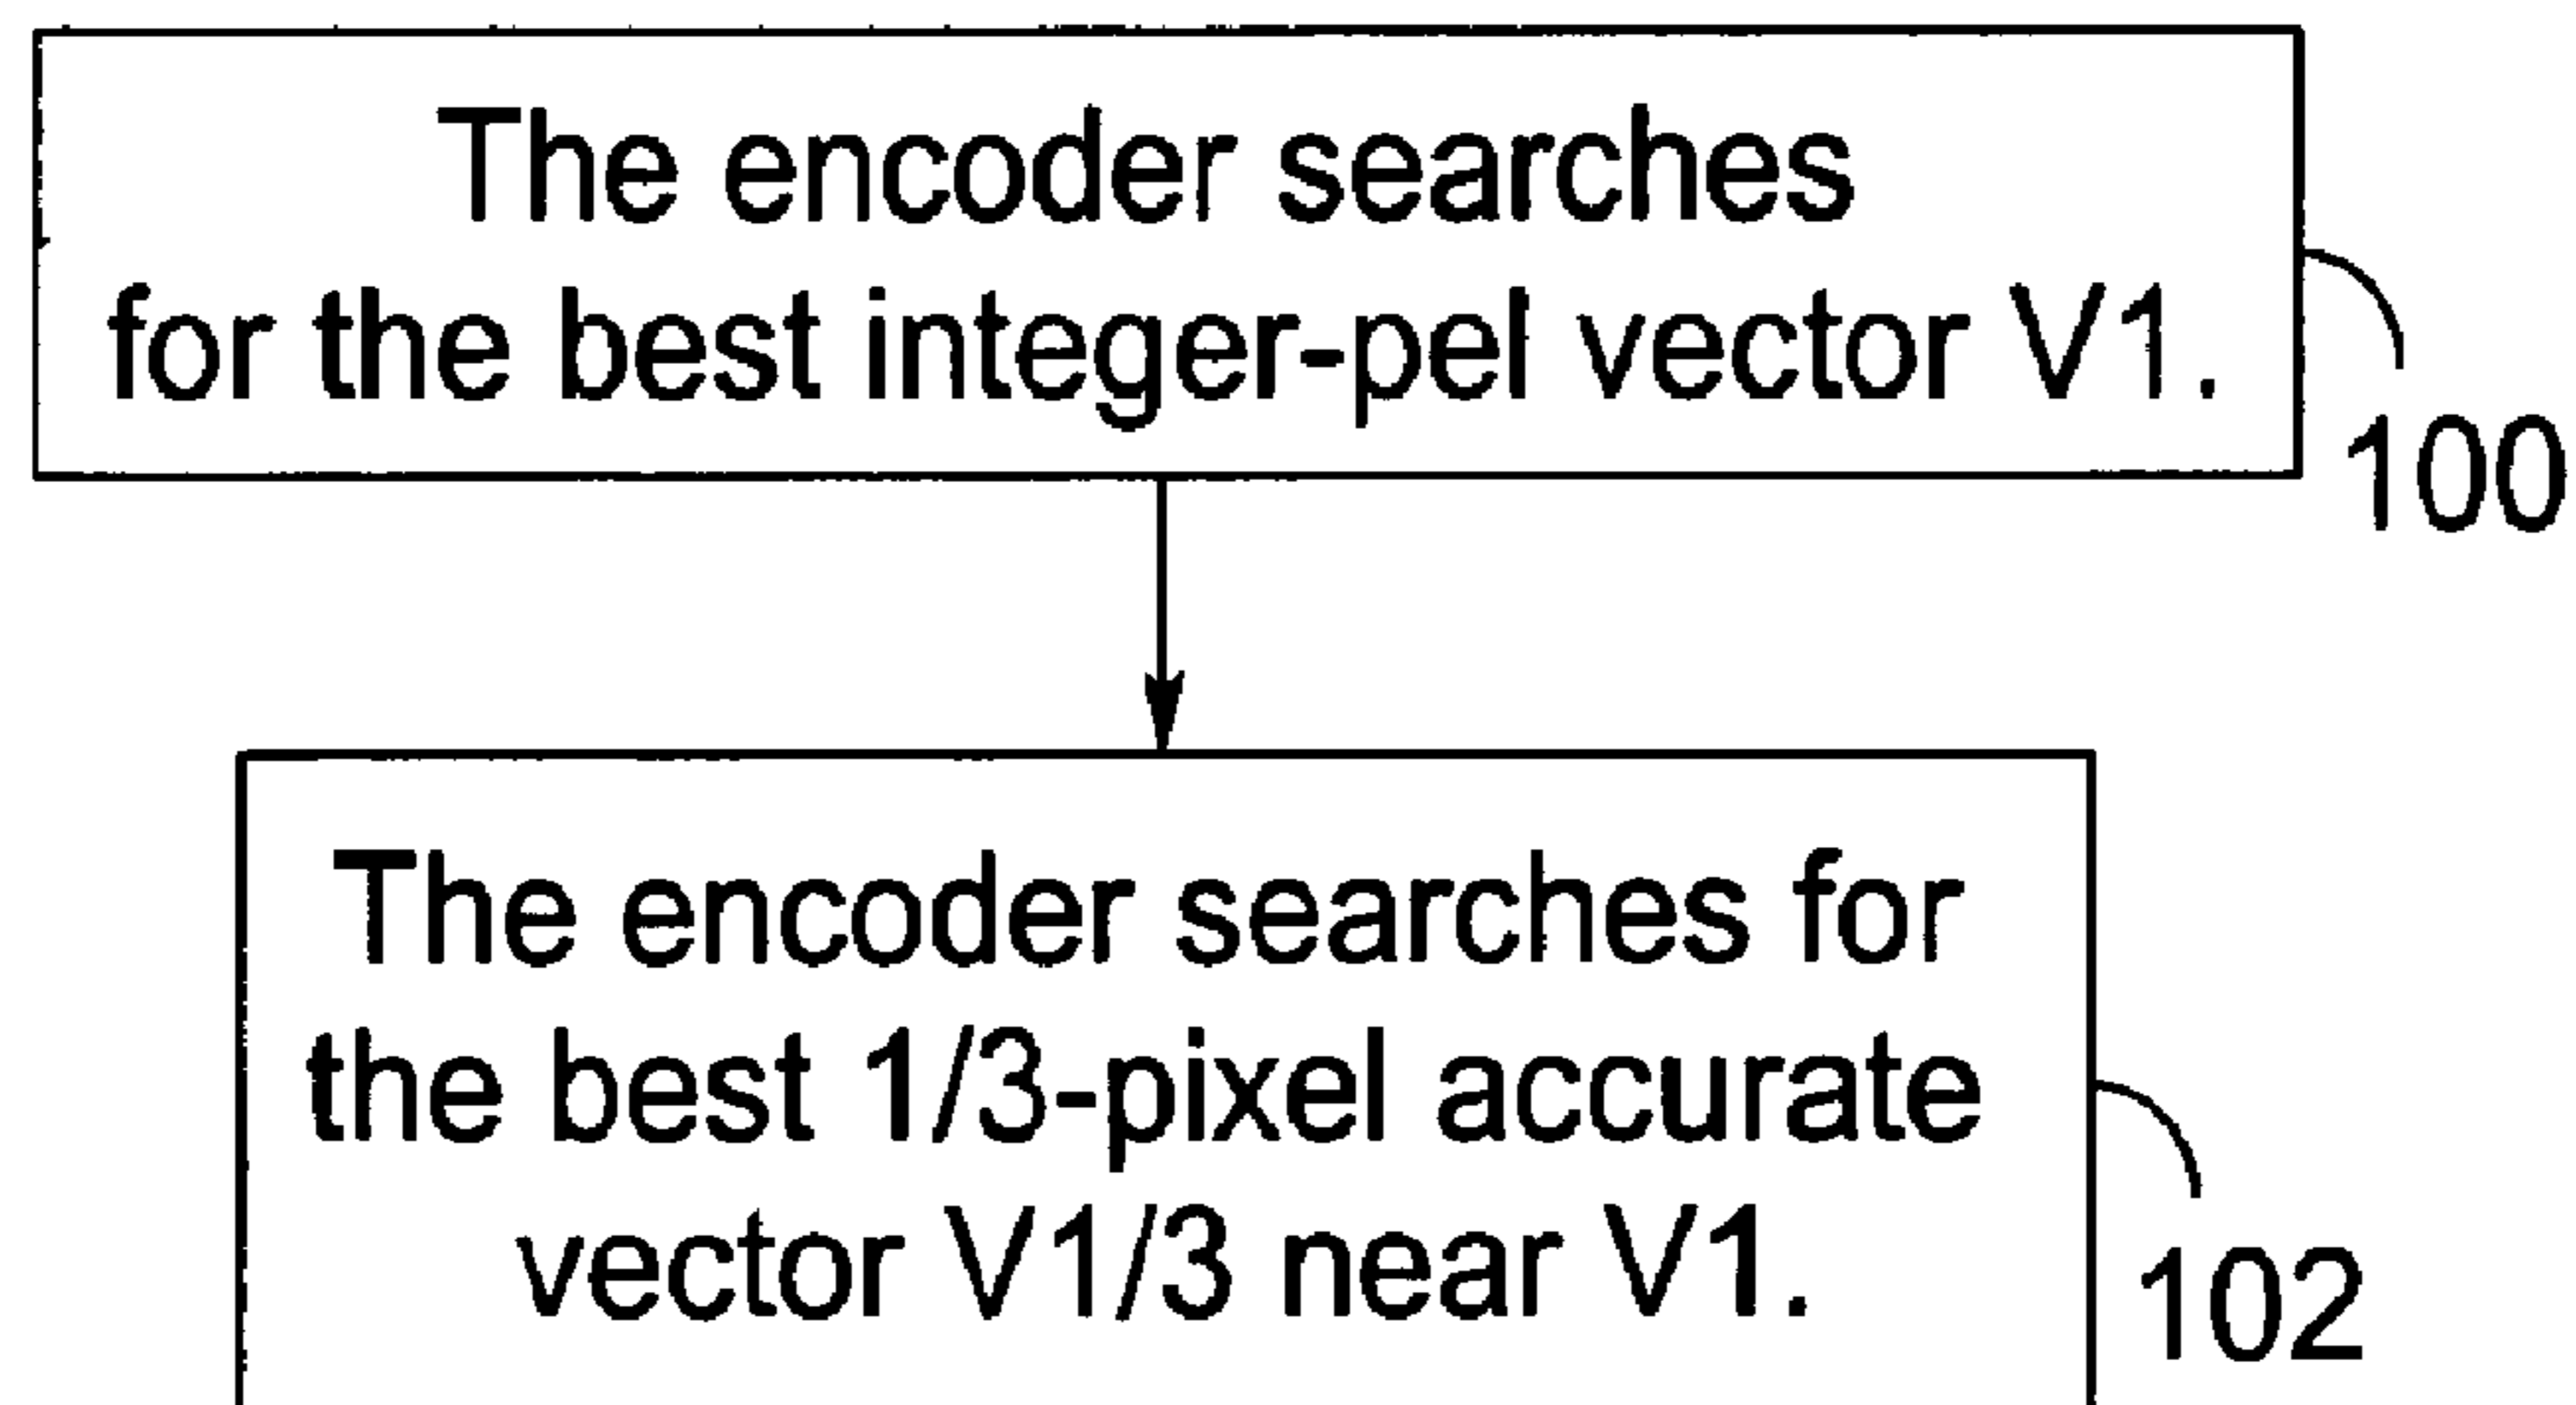 The encoder searches
for the best integer-pel vector V1.
100
The encoder searches for
the best 1/3-pixel accurate
vector V1/3 near V1.
102